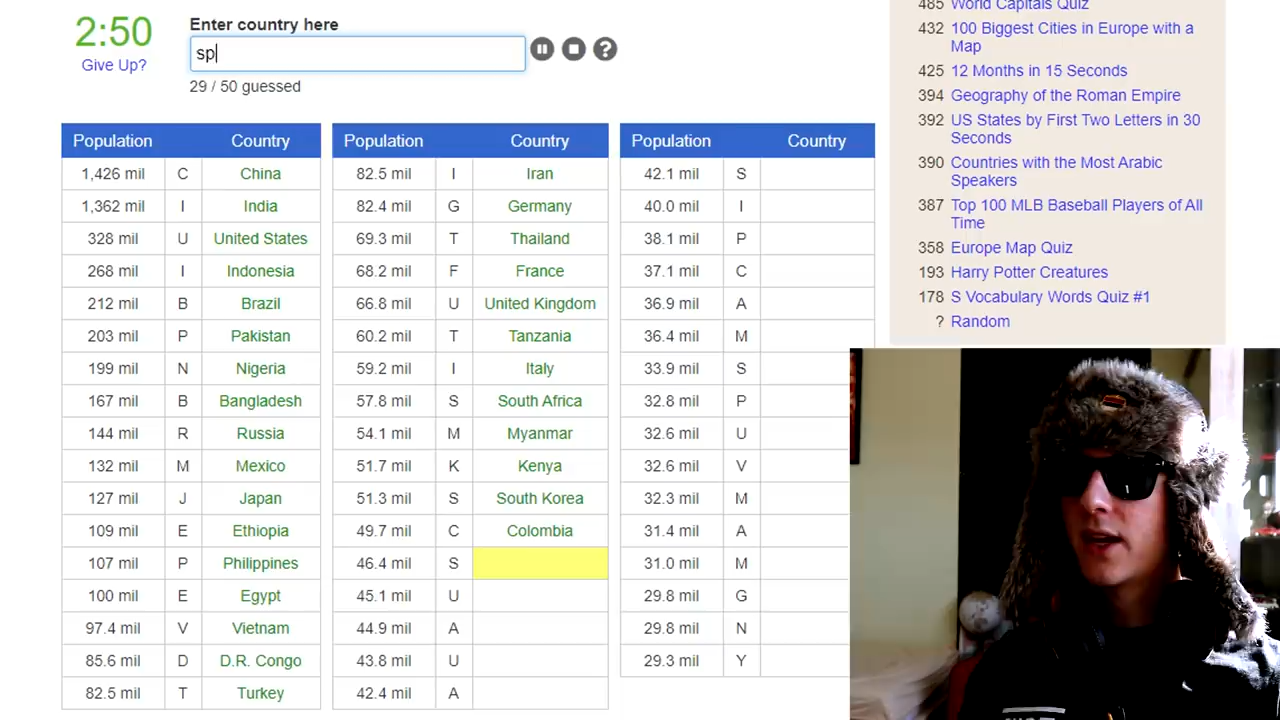 2:50
Give Up?
Enter country here
sp
29 / 50 guessed
Population Country
1,426 mil C China
1,362 mil I India
328 mil U United States
268 mil I Indonesia
212 mil B Brazil
203 mil P Pakistan
199 mil N Nigeria
167 mil B Bangladesh
144 mil R Russia
132 mil M Mexico
127 mil J Japan
109 mil E Ethiopia
107 mil P Philippines
100 mil E Egypt
97.4 mil V Vietnam
85.6 mil D D.R. Congo
82.5 mil T Turkey
Population Country
82.5 mil I Iran
82.4 mil G Germany
69.3 mil T Thailand
68.2 mil F France
66.8 mil U United Kingdom
60.2 mil T Tanzania
59.2 mil I Italy
57.8 mil S South Africa
54.1 mil M Myanmar
51.7 mil K Kenya
51.3 mil S South Korea
49.7 mil C Colombia
46.4 mil S
45.1 mil U
44.9 mil A
43.8 mil U
42.4 mil A
Population Country
42.1 mil S
40.0 mil I
38.1 mil P
37.1 mil C
36.9 mil A
36.4 mil M
33.9 mil S
32.8 mil P
32.6 mil U
32.6 mil V
32.3 mil M
31.4 mil A
31.0 mil M
29.8 mil G
29.8 mil N
29.3 mil Y
485 World Capitals Quiz
432 100 Biggest Cities in Europe with a
Map
425 12 Months in 15 Seconds
394 Geography of the Roman Empire
392 US States by First Two Letters in 30
Seconds
390 Countries with the Most Arabic
Speakers
387 Top 100 MLB Baseball Players of All
Time
358 Europe Map Quiz
193 Harry Potter Creatures
178 S Vocabulary Words Quiz #1
? Random